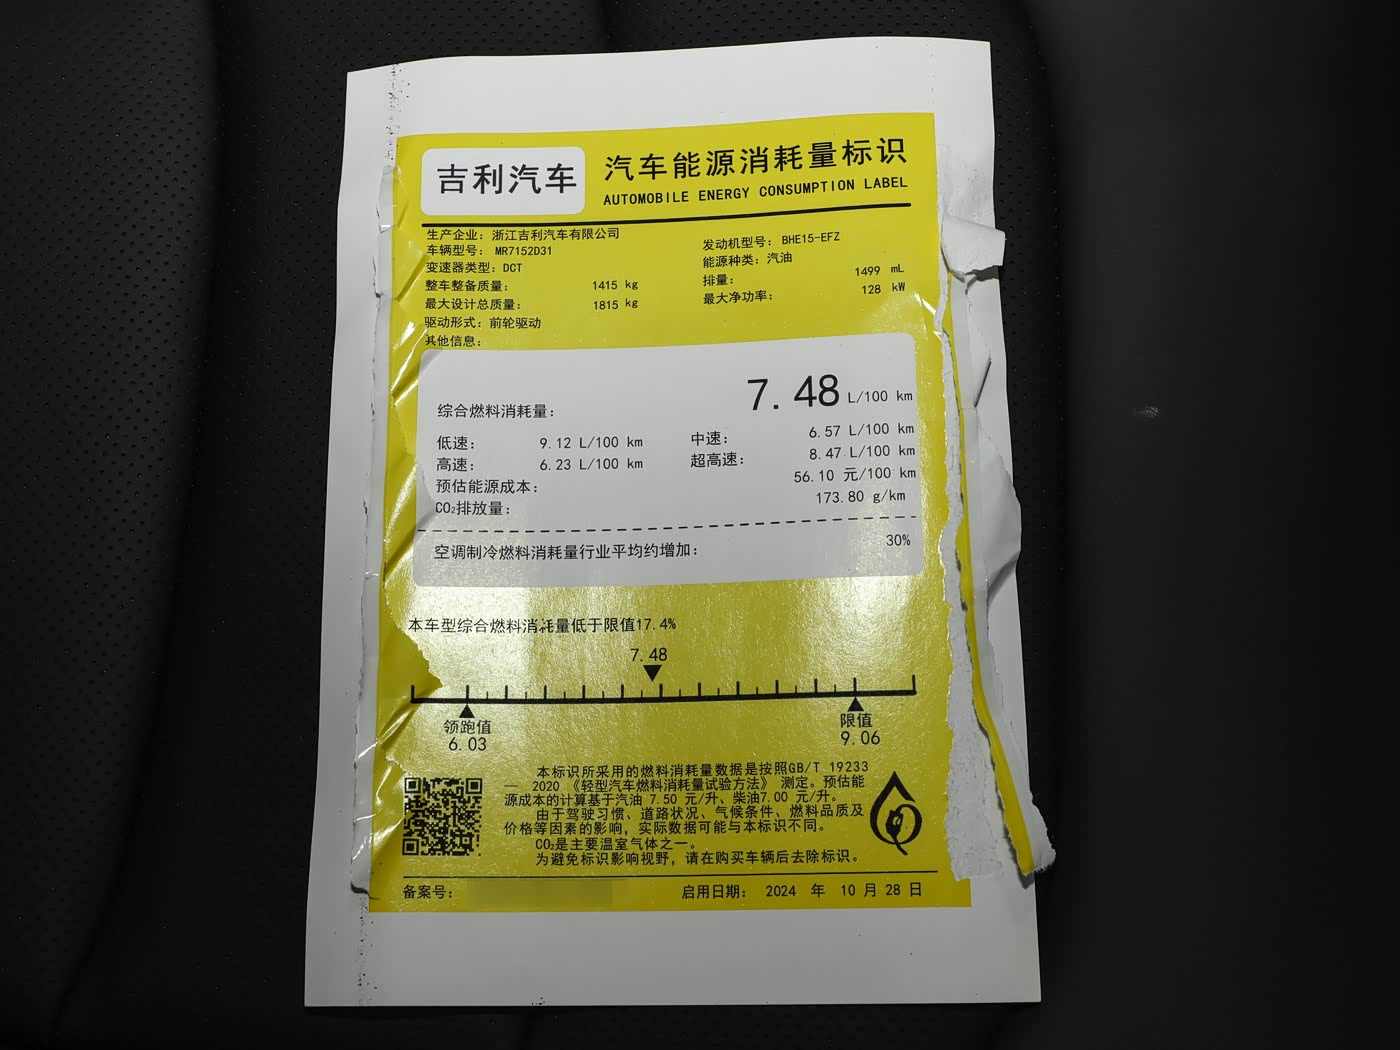 吉利汽车
汽车能源消耗量标识
AUTOMOBILE ENERGY CONSUMPTION LABEL
生产企业：浙江吉利汽车有限公司
车辆型号：MR7152D31
变速器类型：DCT
整车整备质量：1415 kg
最大设计总质量：1815 kg
驱动形式：前轮驱动
其他信息：
发动机型号：BHE15-EFZ
能源种类：汽油
排量：1499 mL
最大净功率：128 kW
综合燃料消耗量：7.48 L/100 km
低速：9.12 L/100 km 中速：6.57 L/100 km
高速：6.23 L/100 km 超高速：8.47 L/100 km
预估能源成本：56.10 元/100 km
CO₂排放量：173.80 g/km
空调制冷燃料消耗量行业平均约增加：30%
本车型综合燃料消耗量低于限值17.4%
7.48
领跑值
6.03
限值
9.06
本标识所采用的燃料消耗量数据是按照GB/T 19233
— 2020 《轻型汽车燃料消耗量试验方法》 测定。预估能
源成本的计算基于汽油 7.50 元/升、柴油7.00 元/升。
由于驾驶习惯、道路状况、气候条件、燃料品质及
价格等因素的影响，实际数据可能与本标识不同。
CO₂是主要温室气体之一。
为避免标识影响视野，请在购买车辆后去除标识。
备案号：
启用日期： 2024 年 10 月 28 日